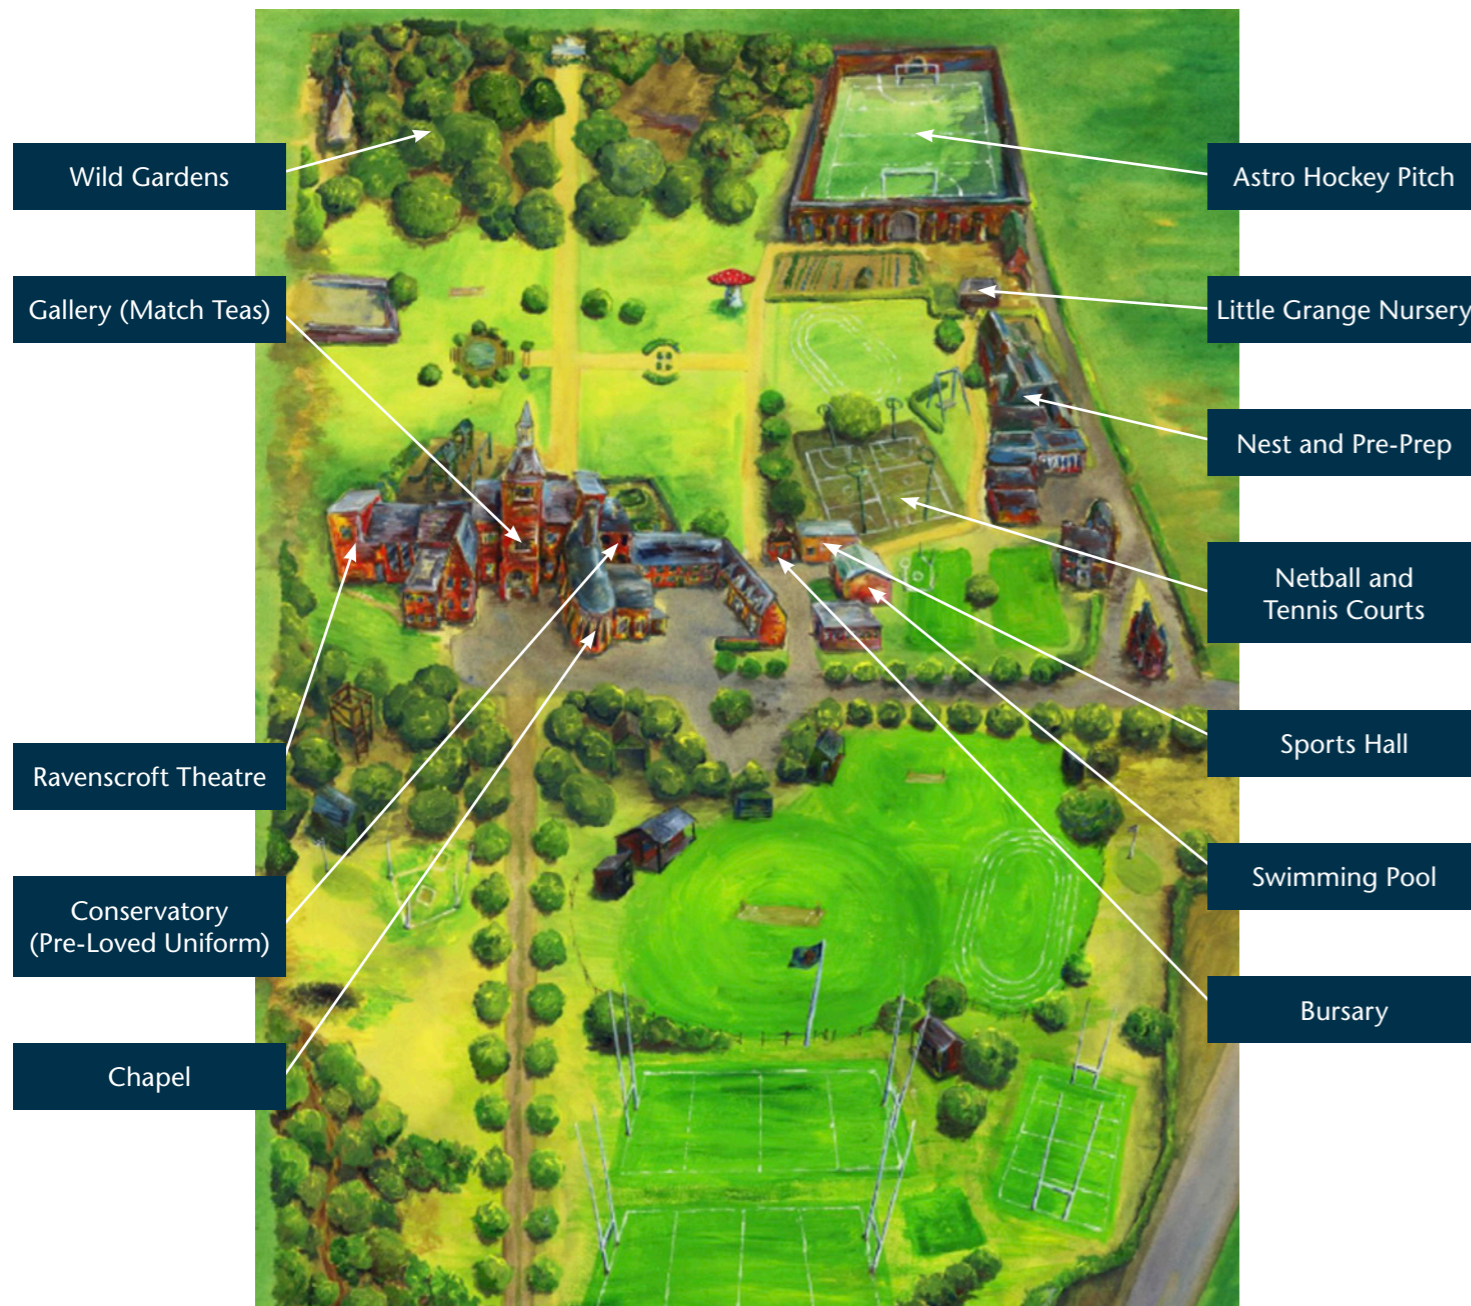 Wild Gardens
Gallery (Match Teas)
Ravenscroft Theatre
Conservatory
(Pre-Loved Uniform)
Chapel
Astro Hockey Pitch
Little Grange Nursery
Nest and Pre-Prep
Netball and
Tennis Courts
Sports Hall
Swimming Pool
Bursary